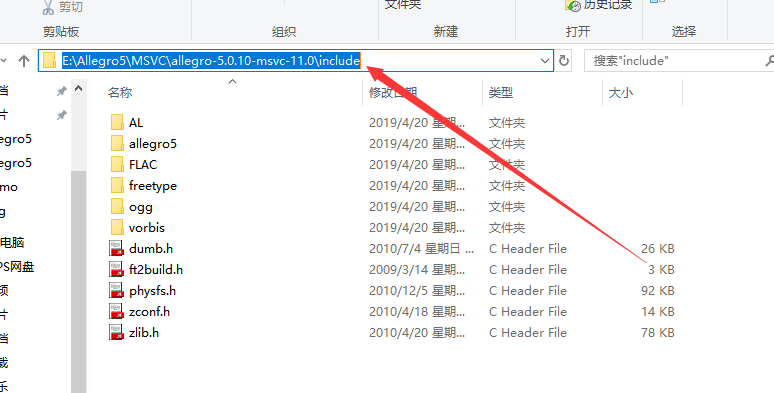 剪切
文件夹
历史记录
剪贴板
组织
新建
打开
选择
E:\Allegro5\MSVC\allegro-5.0.10-msvc-11.0\include
搜索"include"
名称
修改日期
类型
大小
档
片
egro5
egro5
mo
g
电脑
PS网盘
频
片
档
载
乐
AL 2019/4/20 星期... 文件夹
allegro5 2019/4/20 星期... 文件夹
FLAC 2019/4/20 星期... 文件夹
freetype 2019/4/20 星期... 文件夹
ogg 2019/4/20 星期... 文件夹
vorbis 2019/4/20 星期... 文件夹
dumb.h 2010/7/4 星期日 ... C Header File 26 KB
ft2build.h 2009/3/14 星期... C Header File 3 KB
physfs.h 2010/12/5 星期... C Header File 92 KB
zconf.h 2010/4/18 星期... C Header File 14 KB
zlib.h 2010/4/20 星期... C Header File 78 KB